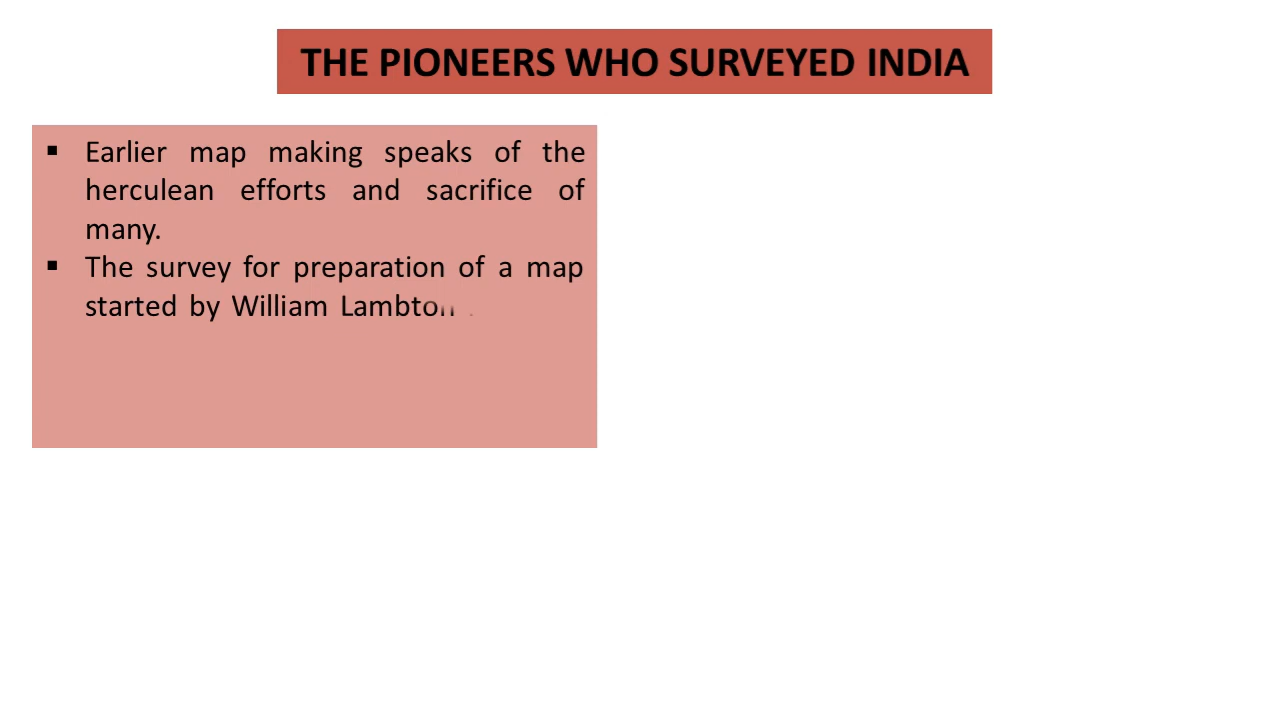 THE PIONEERS WHO SURVEYED INDIA
▪ Earlier map making speaks of the
herculean efforts and sacrifice of
many.
▪ The survey for preparation of a map
started by William Lambton